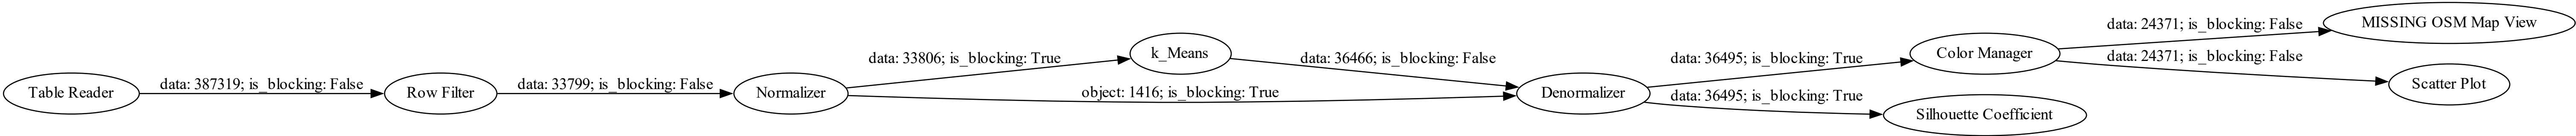 Table Reader
data: 387319; is_blocking: False
Row Filter
data: 33799; is_blocking: False
Normalizer
data: 33806; is_blocking: True
k_Means
data: 36466; is_blocking: False
object: 1416; is_blocking: True
Denormalizer
data: 36495; is_blocking: True
Color Manager
data: 36495; is_blocking: True
Silhouette Coefficient
data: 24371; is_blocking: False
MISSING OSM Map View
data: 24371; is_blocking: False
Scatter Plot